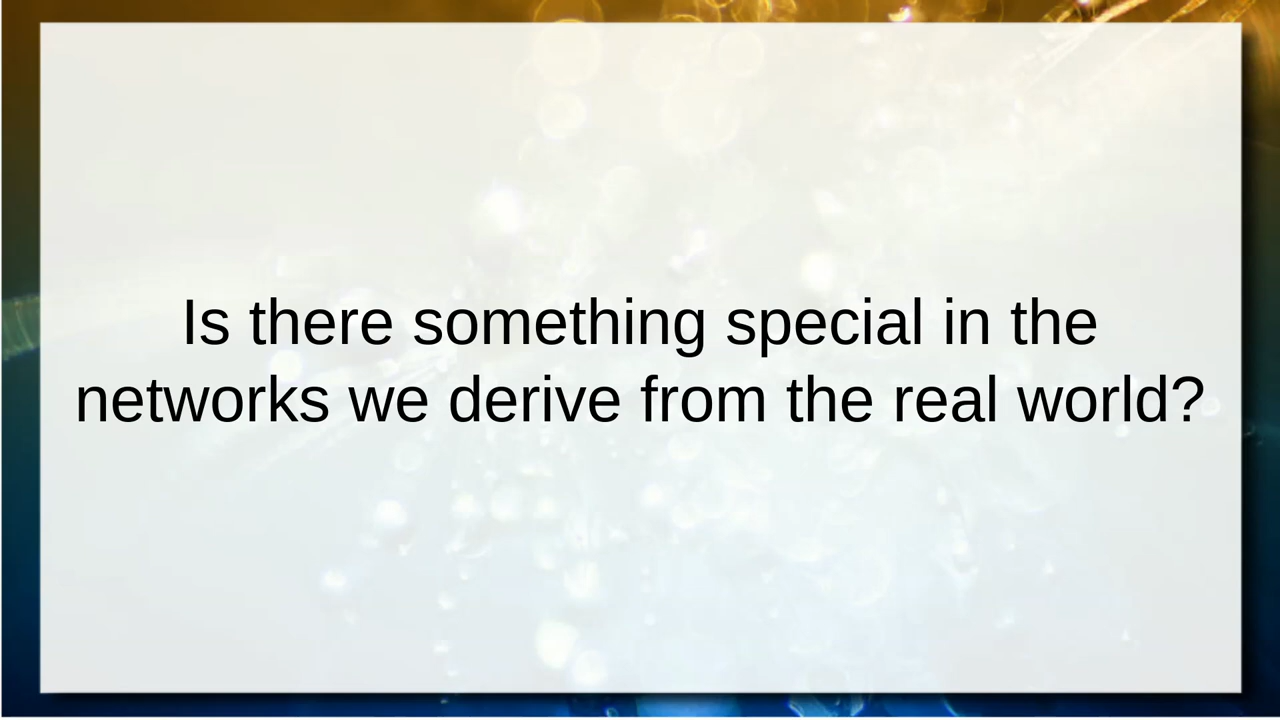 Is there something special in the
networks we derive from the real world?